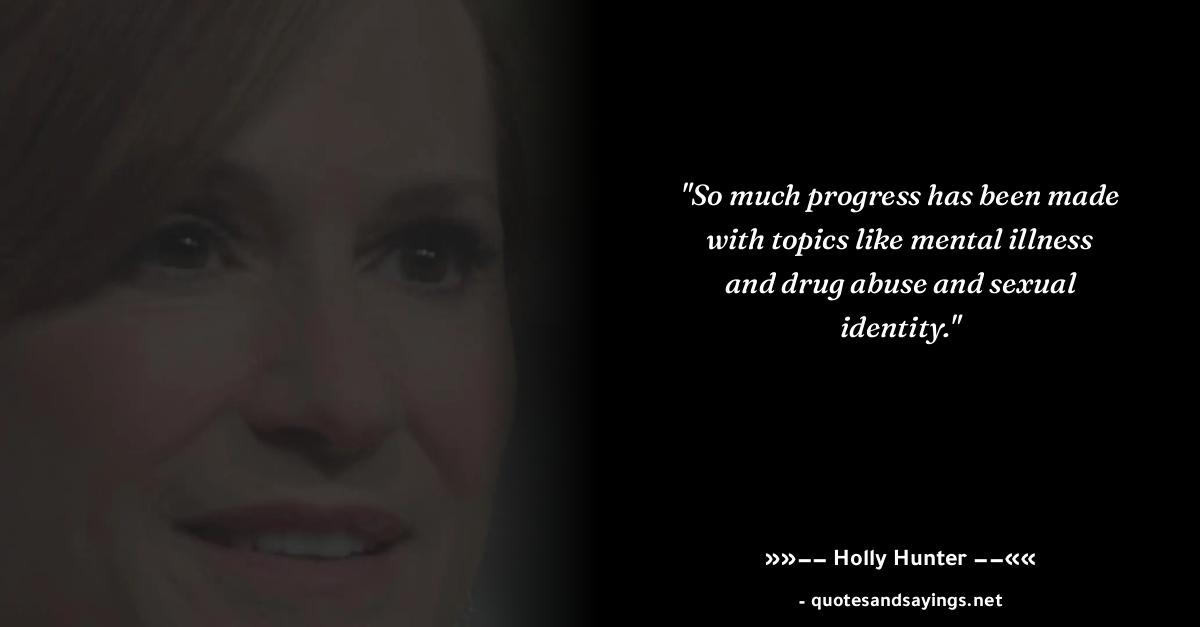 "So much progress has been made
with topics like mental illness
and drug abuse and sexual
identity."
»»−− Holly Hunter −−««
- quotesandsayings.net